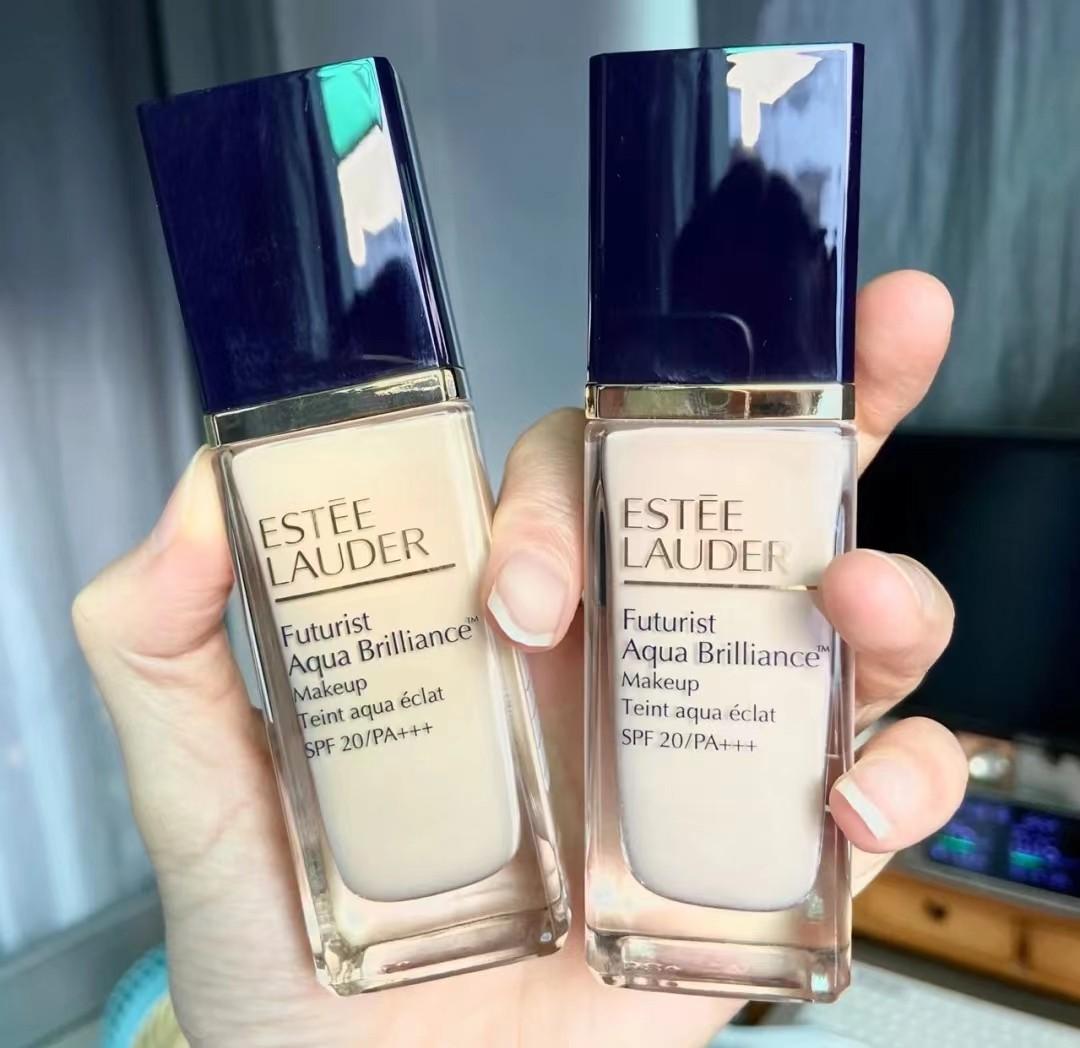 ESTĒE
LAUDER
Futurist
Aqua Brilliance™
Makeup
Teint aqua éclat
SPF 20/PA+++
ESTĒE
LAUDER
Futurist
Aqua Brilliance™
Makeup
Teint aqua éclat
SPF 20/PA+++